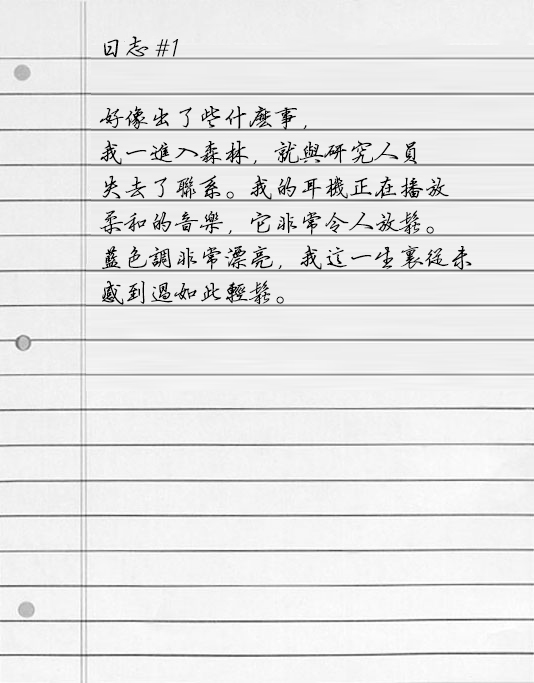 日志 #1
好像出了些什麼事,
我一進入森林, 就與研究人員
失去了聯系。我的耳機正在播放
柔和的音樂, 它非常令人放鬆。
藍色調非常漂亮, 我這一生裏從未
感到過如此輕鬆。